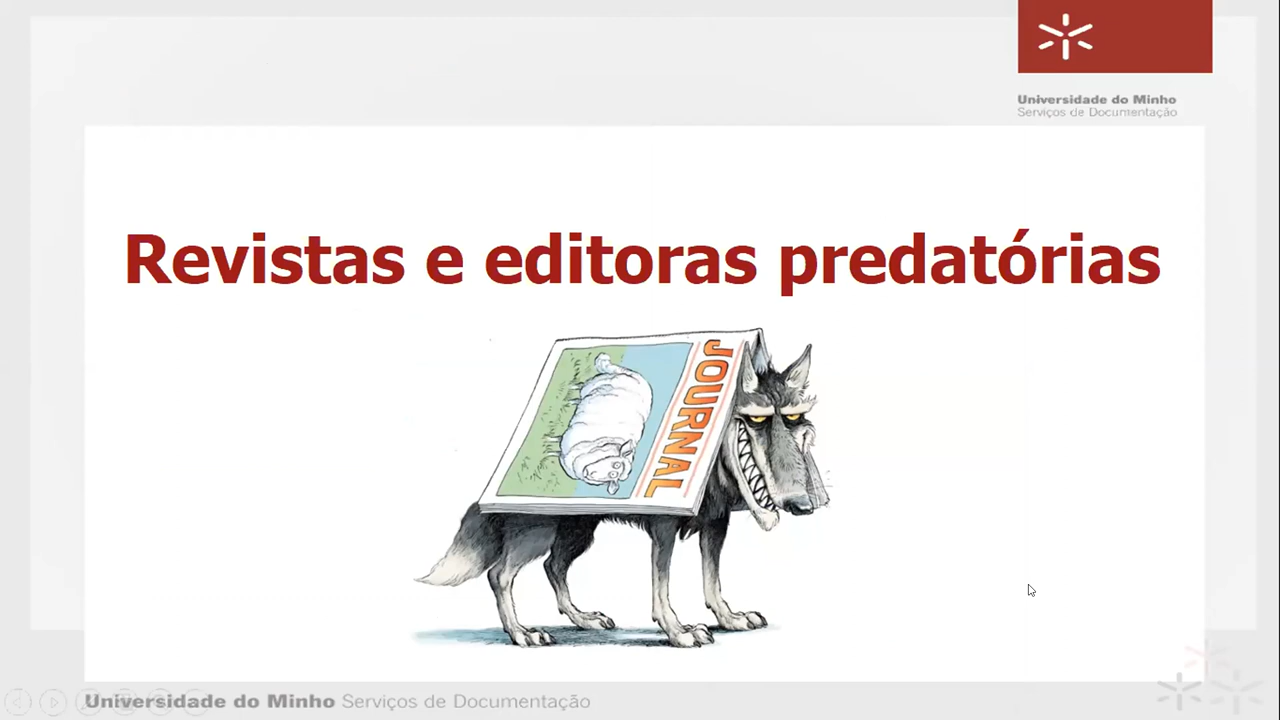 Universidade do Minho
Serviços de Documentação
Revistas e editoras predatórias
JOURNAL
Universidade do Minho Serviços de Documentação